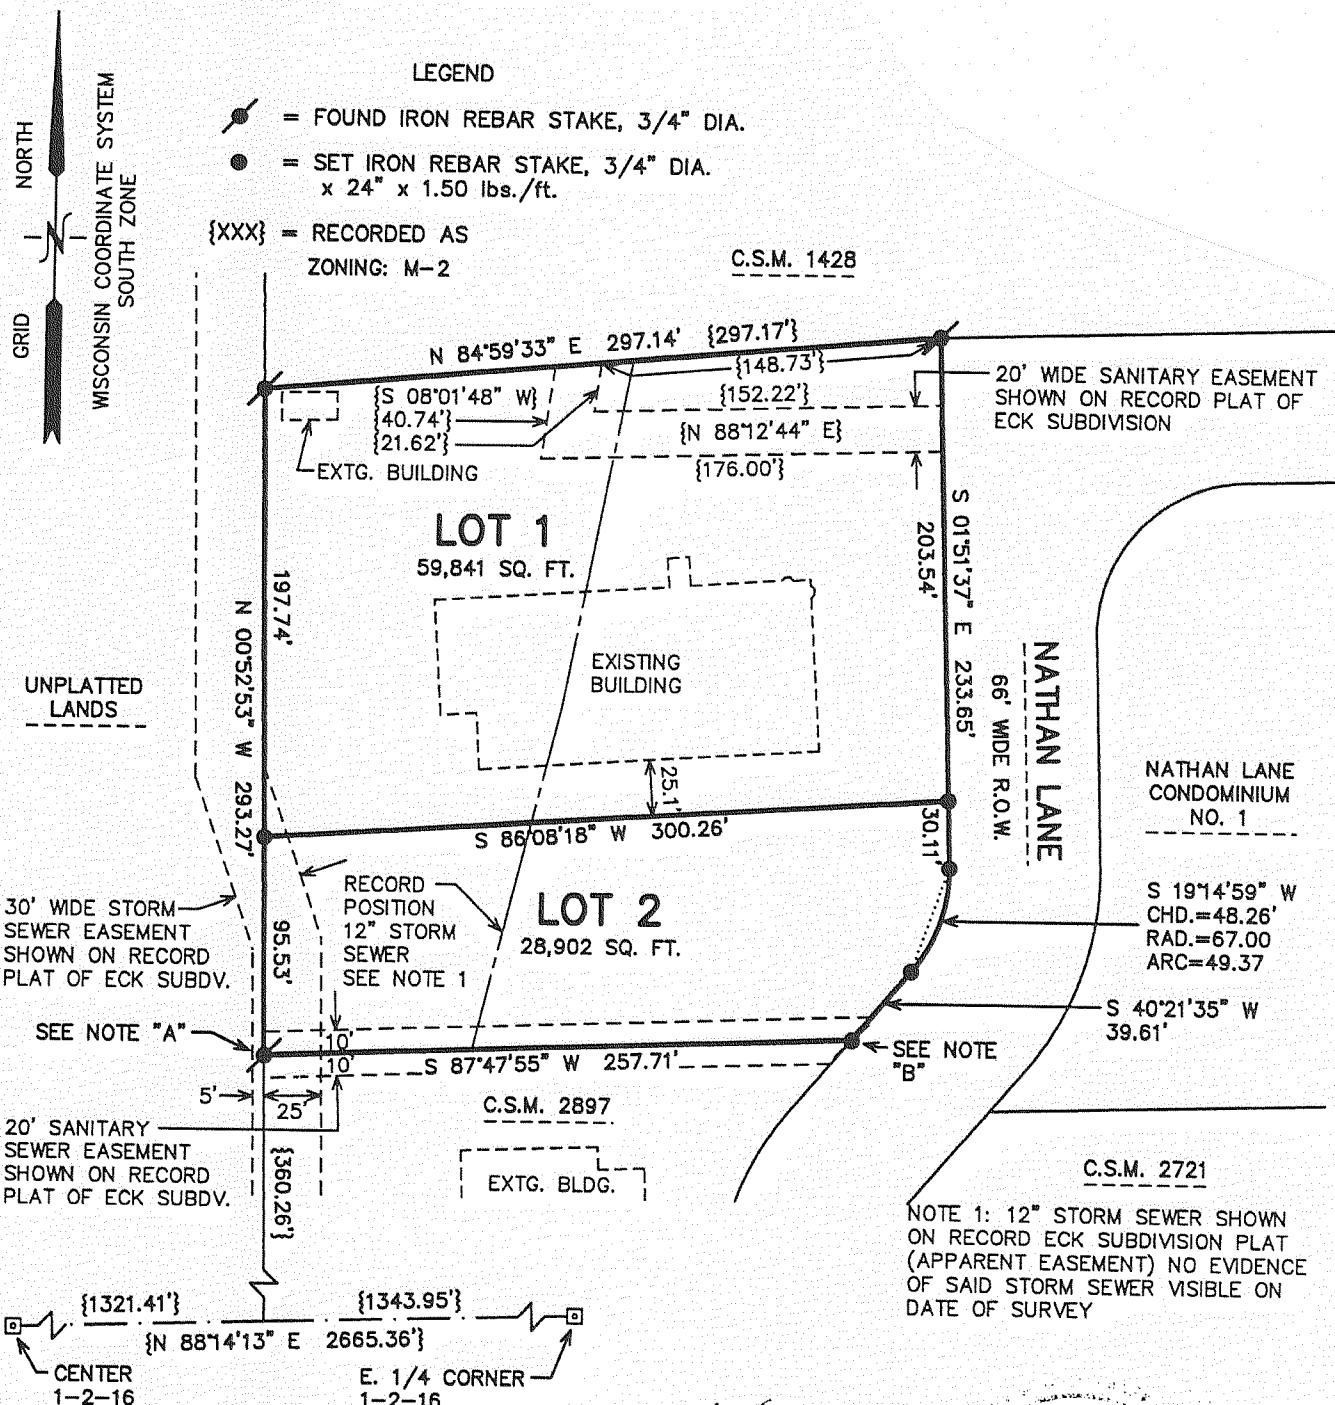 LEGEND
= FOUND IRON REBAR STAKE, 3/4" DIA.
= SET IRON REBAR STAKE, 3/4" DIA.
x 24" x 1.50 lbs./ft.
{XXX} = RECORDED AS
ZONING: M-2
GRID NORTH
N
WISCONSIN COORDINATE SYSTEM
SOUTH ZONE
C.S.M. 1428
N 84°59'33" E 297.14' {297.17'}
{148.73'}
{152.22'}
{S 08°01'48" W}
{40.74'}
{21.62'}
{N 88°12'44" E}
{176.00'}
20' WIDE SANITARY EASEMENT
SHOWN ON RECORD PLAT OF
ECK SUBDIVISION
EXTG. BUILDING
LOT 1
59,841 SQ. FT.
S 01°51'37" E 233.65'
203.54'
197.74'
N 00°52'53" W 293.27'
EXISTING
BUILDING
UNPLATTED
LANDS
NATHAN LANE
66' WIDE R.O.W.
25.1'
NATHAN LANE
CONDOMINIUM
NO. 1
S 86°08'18" W 300.26'
30.11'
30' WIDE STORM
SEWER EASEMENT
SHOWN ON RECORD
PLAT OF ECK SUBDV.
RECORD
POSITION
12" STORM
SEWER
SEE NOTE 1
LOT 2
28,902 SQ. FT.
95.53'
S 19°14'59" W
CHD.=48.26'
RAD.=67.00
ARC=49.37
S 40°21'35" W
39.61'
SEE NOTE "A"
10'
10'
S 87°47'55" W 257.71'
SEE NOTE
"B"
5'
25'
C.S.M. 2897
20' SANITARY
SEWER EASEMENT
SHOWN ON RECORD
PLAT OF ECK SUBDV.
{360.26'}
EXTG. BLDG.
C.S.M. 2721
NOTE 1: 12" STORM SEWER SHOWN
ON RECORD ECK SUBDIVISION PLAT
(APPARENT EASEMENT) NO EVIDENCE
OF SAID STORM SEWER VISIBLE ON
DATE OF SURVEY
{1321.41'} {1343.95'}
{N 88°14'13" E 2665.36'}
CENTER
1-2-16
E. 1/4 CORNER
1-2-16